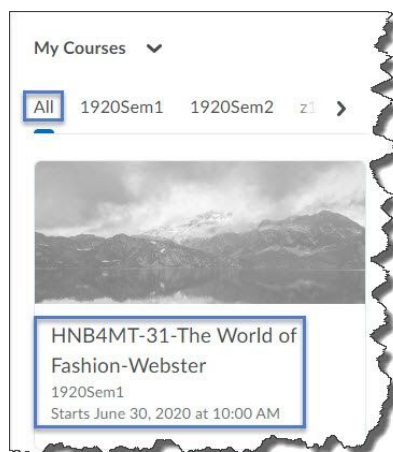 My Courses
All 1920Sem1 1920Sem2
HNB4MT-31-The World of
Fashion-Webster
1920Sem1
Starts June 30, 2020 at 10:00 AM